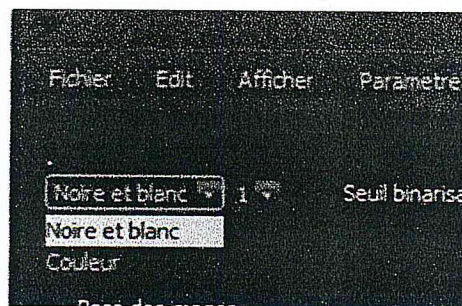 Fichier Edit Afficher Parametre
Noire et blanc 1 Seuil binarisa
Noire et blanc
Couleur